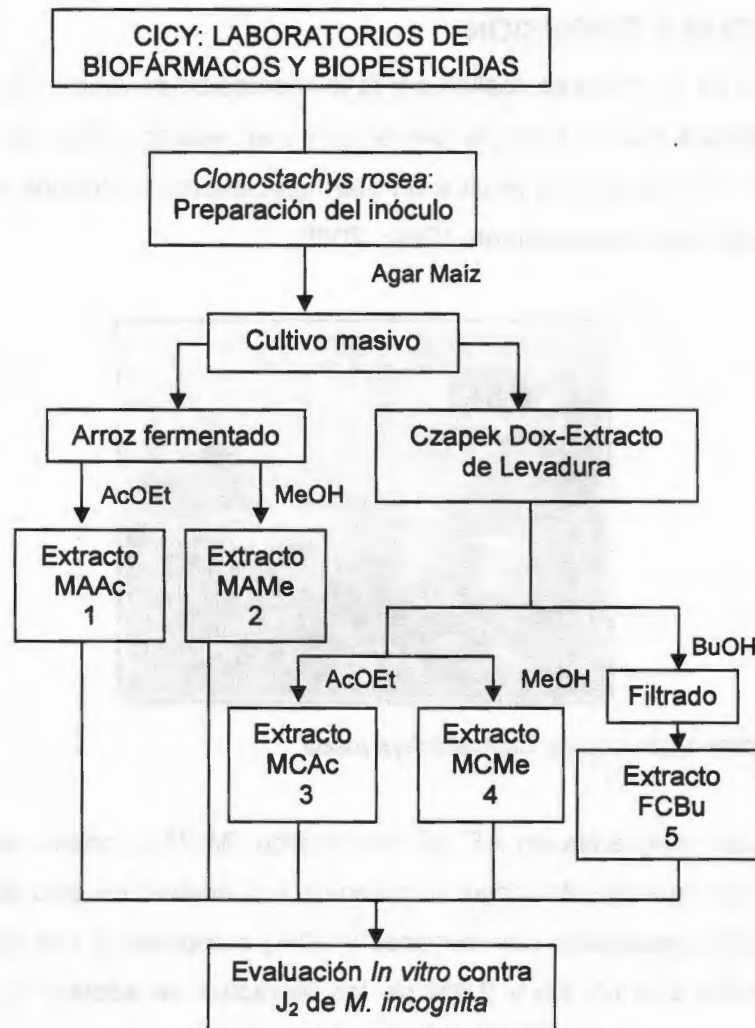 CICY: LABORATORIOS DE
BIOFÁRMACOS Y BIOPESTICIDAS
Clonostachys rosea:
Preparación del inóculo
Agar Maíz
Cultivo masivo
Arroz fermentado
Czapek Dox-Extracto
de Levadura
AcOEt
MeOH
Extracto
MAAc
1
Extracto
MAMe
2
BuOH
AcOEt
MeOH
Filtrado
Extracto
MCAc
3
Extracto
MCMe
4
Extracto
FCBu
5
Evaluación In vitro contra
J₂ de M. incognita